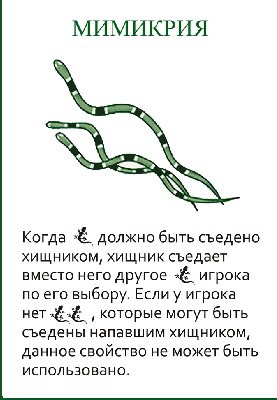 МИМИКРИЯ
Когда должно быть съедено
хищником, хищник съедает
вместо него другое игрока
по его выбору. Если у игрока
нет , которые могут быть
съедены напавшим хищником,
данное свойство не может быть
использовано.